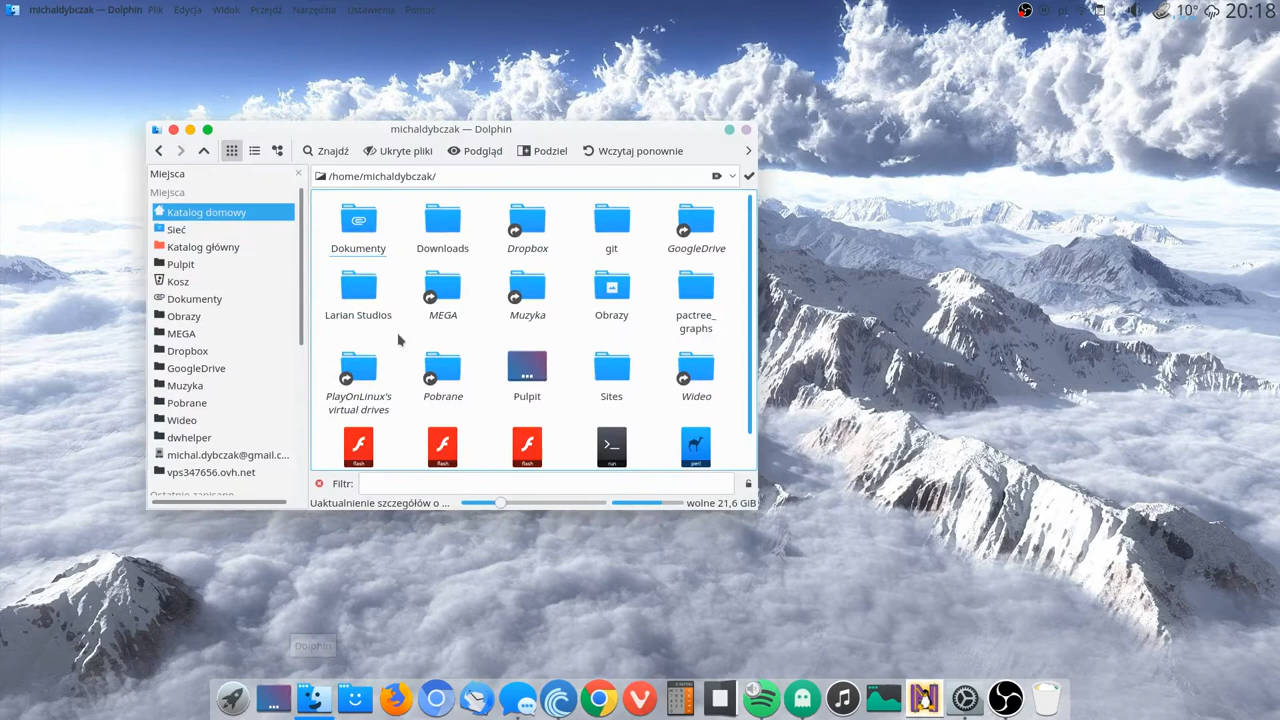 michaldybczak — Dolphin Plik Edycja Widok Przejdź Narzędzia Ustawienia Pomoc
pl 10° 20:18
michaldybczak — Dolphin
Znajdź Ukryte pliki Podgląd Podziel Wczytaj ponownie
Miejsca
/home/michaldybczak/
Miejsca
Katalog domowy
Sieć
Katalog główny
Pulpit
Kosz
Dokumenty
Obrazy
MEGA
Dropbox
GoogleDrive
Muzyka
Pobrane
Wideo
dwhelper
michal.dybczak@gmail.c...
vps347656.ovh.net
Ostatnio zapisane
Dokumenty Downloads Dropbox git GoogleDrive
Larian Studios MEGA Muzyka Obrazy pactree_
graphs
PlayOnLinux's Pobrane Pulpit Sites Wideo
virtual drives
flash flash flash run perl
Filtr:
Uaktualnienie szczegółów o ... wolne 21,6 GiB
Dolphin